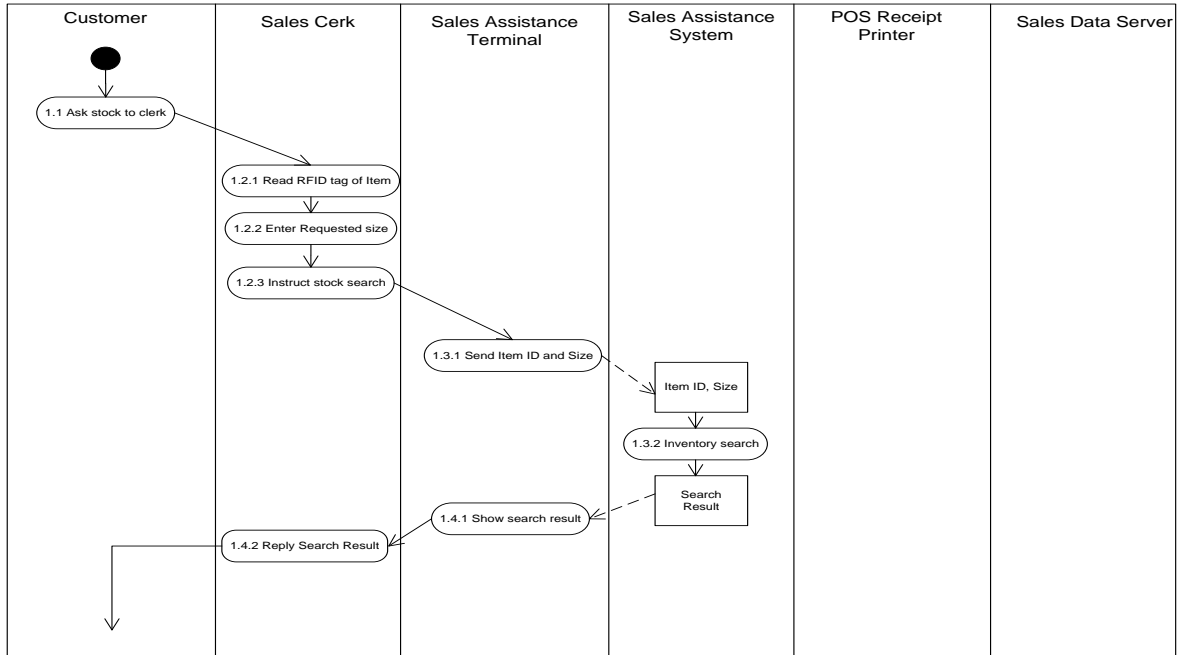 Customer
Sales Cerk
Sales Assistance
Terminal
Sales Assistance
System
POS Receipt
Printer
Sales Data Server
1.1 Ask stock to clerk
1.2.1 Read RFID tag of Item
1.2.2 Enter Requested size
1.2.3 Instruct stock search
1.3.1 Send Item ID and Size
Item ID, Size
1.3.2 Inventory search
Search
Result
1.4.1 Show search result
1.4.2 Reply Search Result